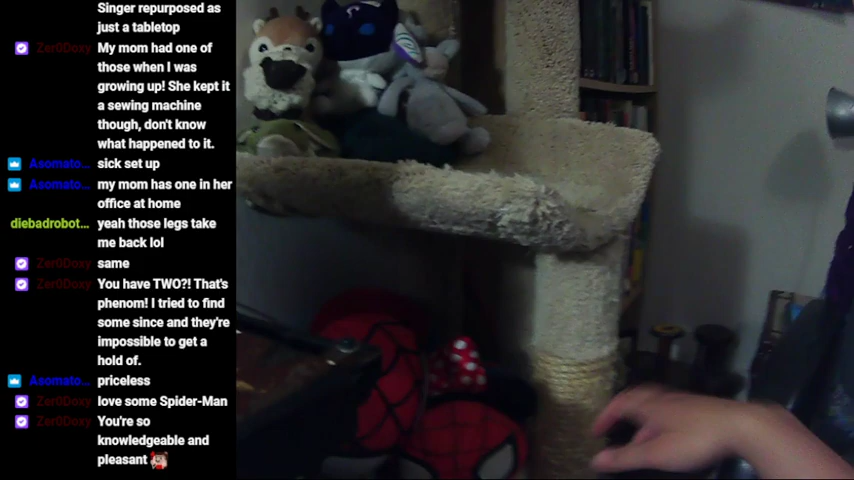 Singer repurposed as
just a tabletop
Zer0Doxy My mom had one of
those when I was
growing up! She kept it
a sewing machine
though, don't know
what happened to it.
Asomato... sick set up
Asomato... my mom has one in her
office at home
diebadrobot... yeah those legs take
me back lol
Zer0Doxy same
Zer0Doxy You have TWO?! That's
phenom! I tried to find
some since and they're
impossible to get a
hold of.
Asomato... priceless
Zer0Doxy love some Spider-Man
Zer0Doxy You're so
knowledgeable and
pleasant